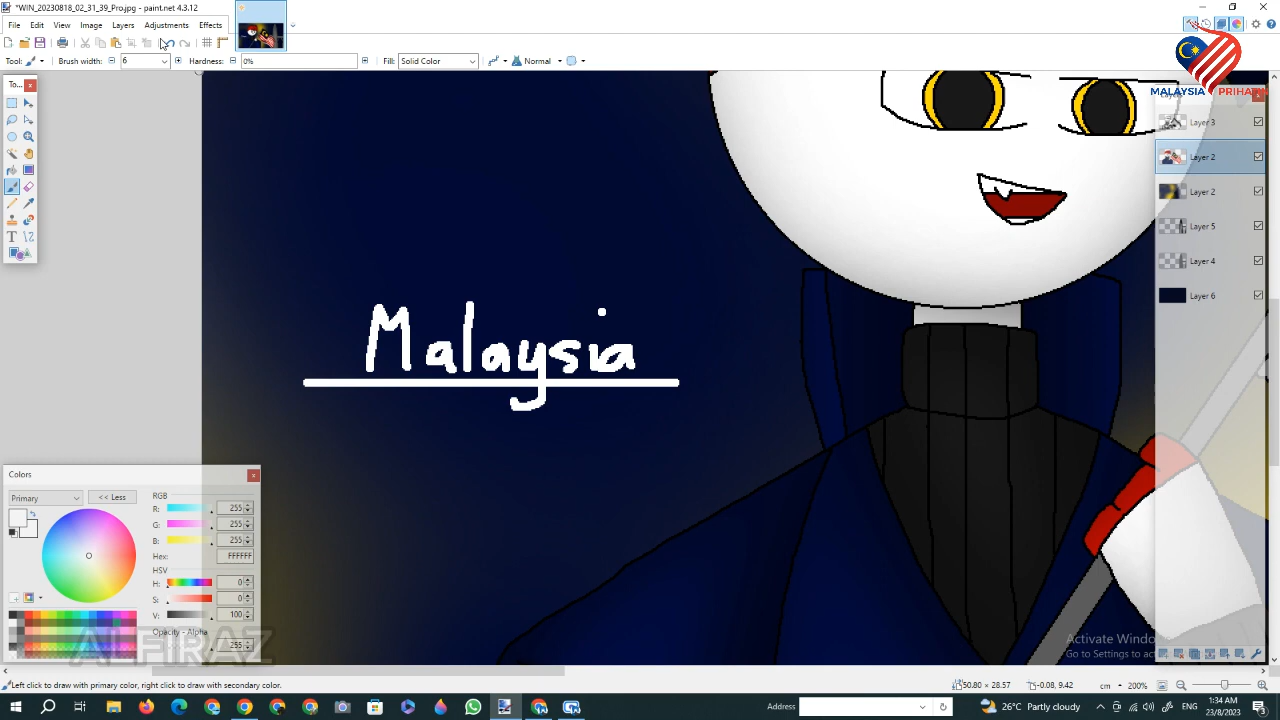 *WIN_20230818_02_31_39_Pro.jpg - paint.net 4.3.12
File Edit View Image Layers Adjustments Effects
Tool: Brush width: 6 Hardness: 0% Fill: Solid Color Normal
To...
MALAYSIA PRIHATIN
Layers
Layer 3
Layer 2
Layer 2
Layer 5
Layer 4
Layer 6
Malaysia
Colors
Primary << Less
RGB
R: 255
G: 255
B: 255
Hex: FFFFFF
HSV
H: 0
S: 0
V: 100
Opacity - Alpha
255
ALFIRAZ
Activate Windo
Go to Settings to act
Left click to draw with primary color, right click to draw with secondary color. 50.80 × 28.57 -0.08, 9.42 cm 200%
Address 26°C Partly cloudy ENG 1:34 AM
23/8/2023